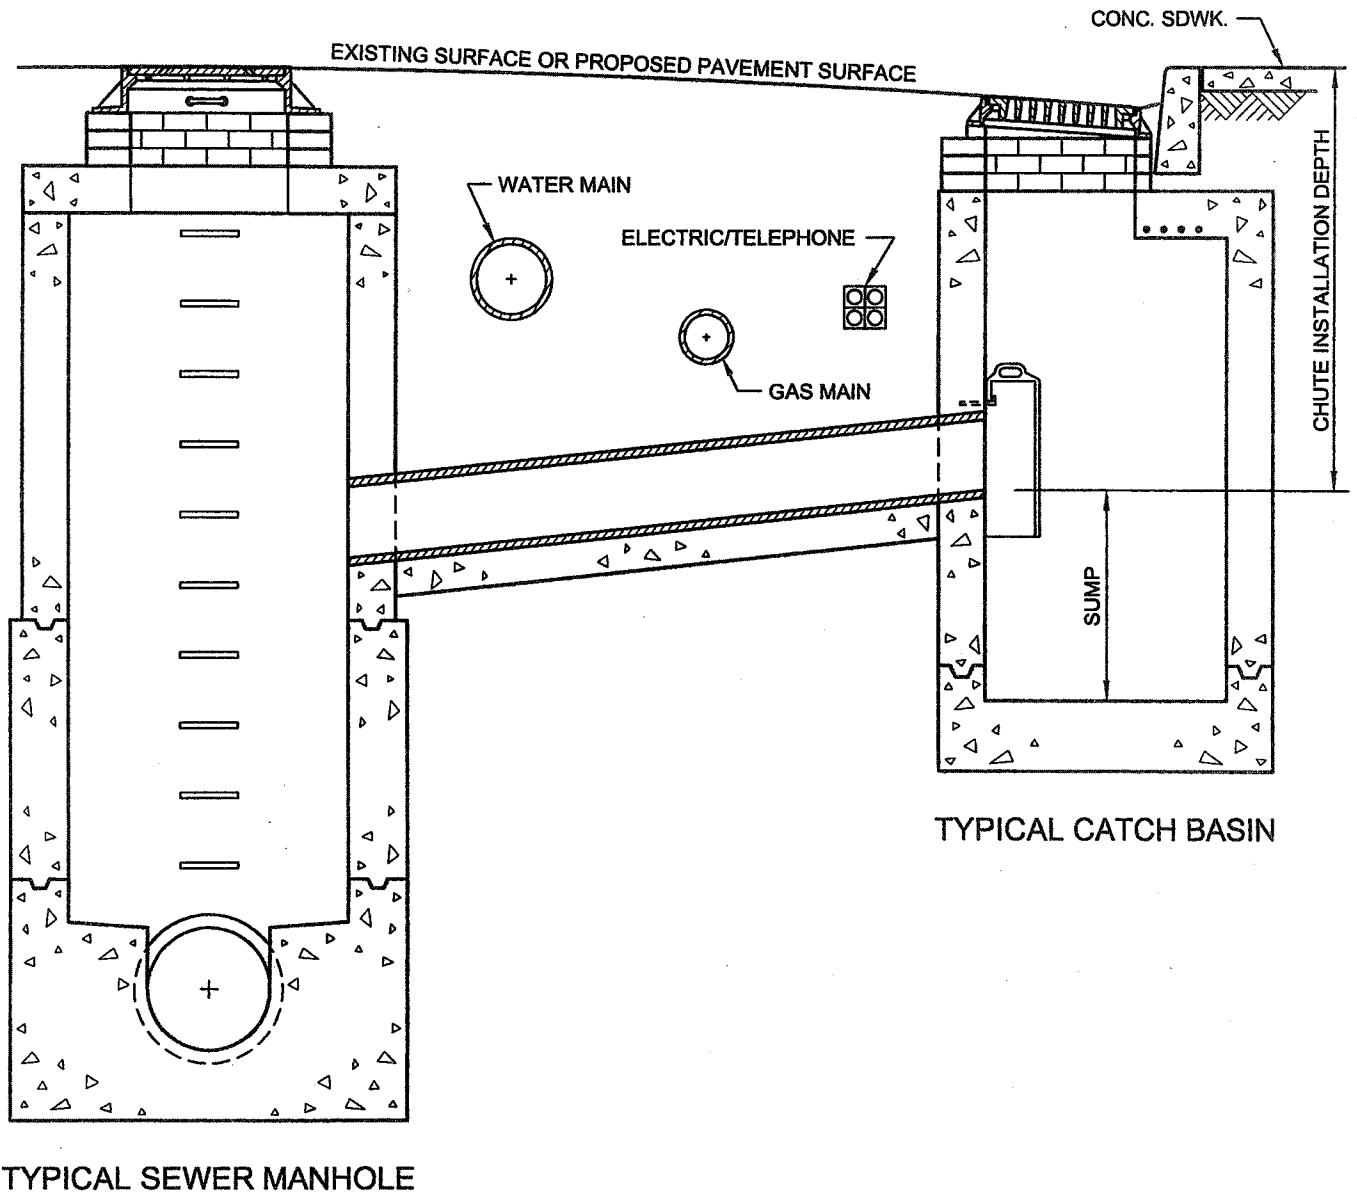 CONC. SDWK.
EXISTING SURFACE OR PROPOSED PAVEMENT SURFACE
WATER MAIN
ELECTRIC/TELEPHONE
GAS MAIN
CHUTE INSTALLATION DEPTH
SUMP
TYPICAL CATCH BASIN
TYPICAL SEWER MANHOLE